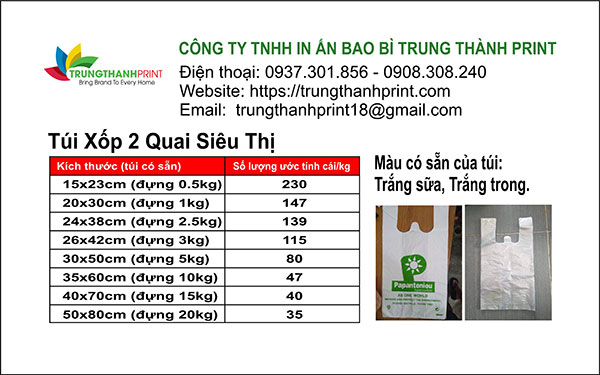 CÔNG TY TNHH IN ẤN BAO BÌ TRUNG THÀNH PRINT
TRUNGTHANHPRINT
Bring Brand To Every Home
Điện thoại: 0937.301.856 - 0908.308.240
Website: https://trungthanhprint.com
Email: trungthanhprint18@gmail.com
Túi Xốp 2 Quai Siêu Thị
Kích thước (túi có sẵn) Số lượng ước tính cái/kg
15x23cm (đựng 0.5kg) 230
20x30cm (đựng 1kg) 147
24x38cm (đựng 2.5kg) 139
26x42cm (đựng 3kg) 115
30x50cm (đựng 5kg) 80
35x60cm (đựng 10kg) 47
40x70cm (đựng 15kg) 40
50x80cm (đựng 20kg) 35
Màu có sẵn của túi:
Trắng sữa, Trắng trong.
P
Papantoniou
AS ONE WORLD